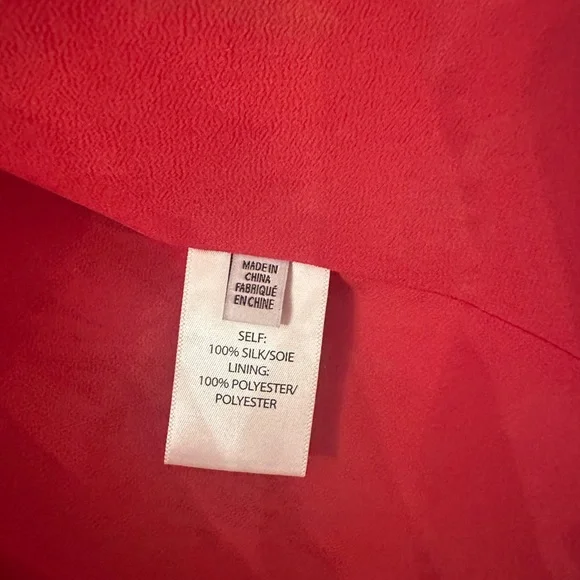 MADE IN
CHINA
FABRIQUÉ
EN CHINE
SELF:
100% SILK/SOIE
LINING:
100% POLYESTER/
POLYESTER